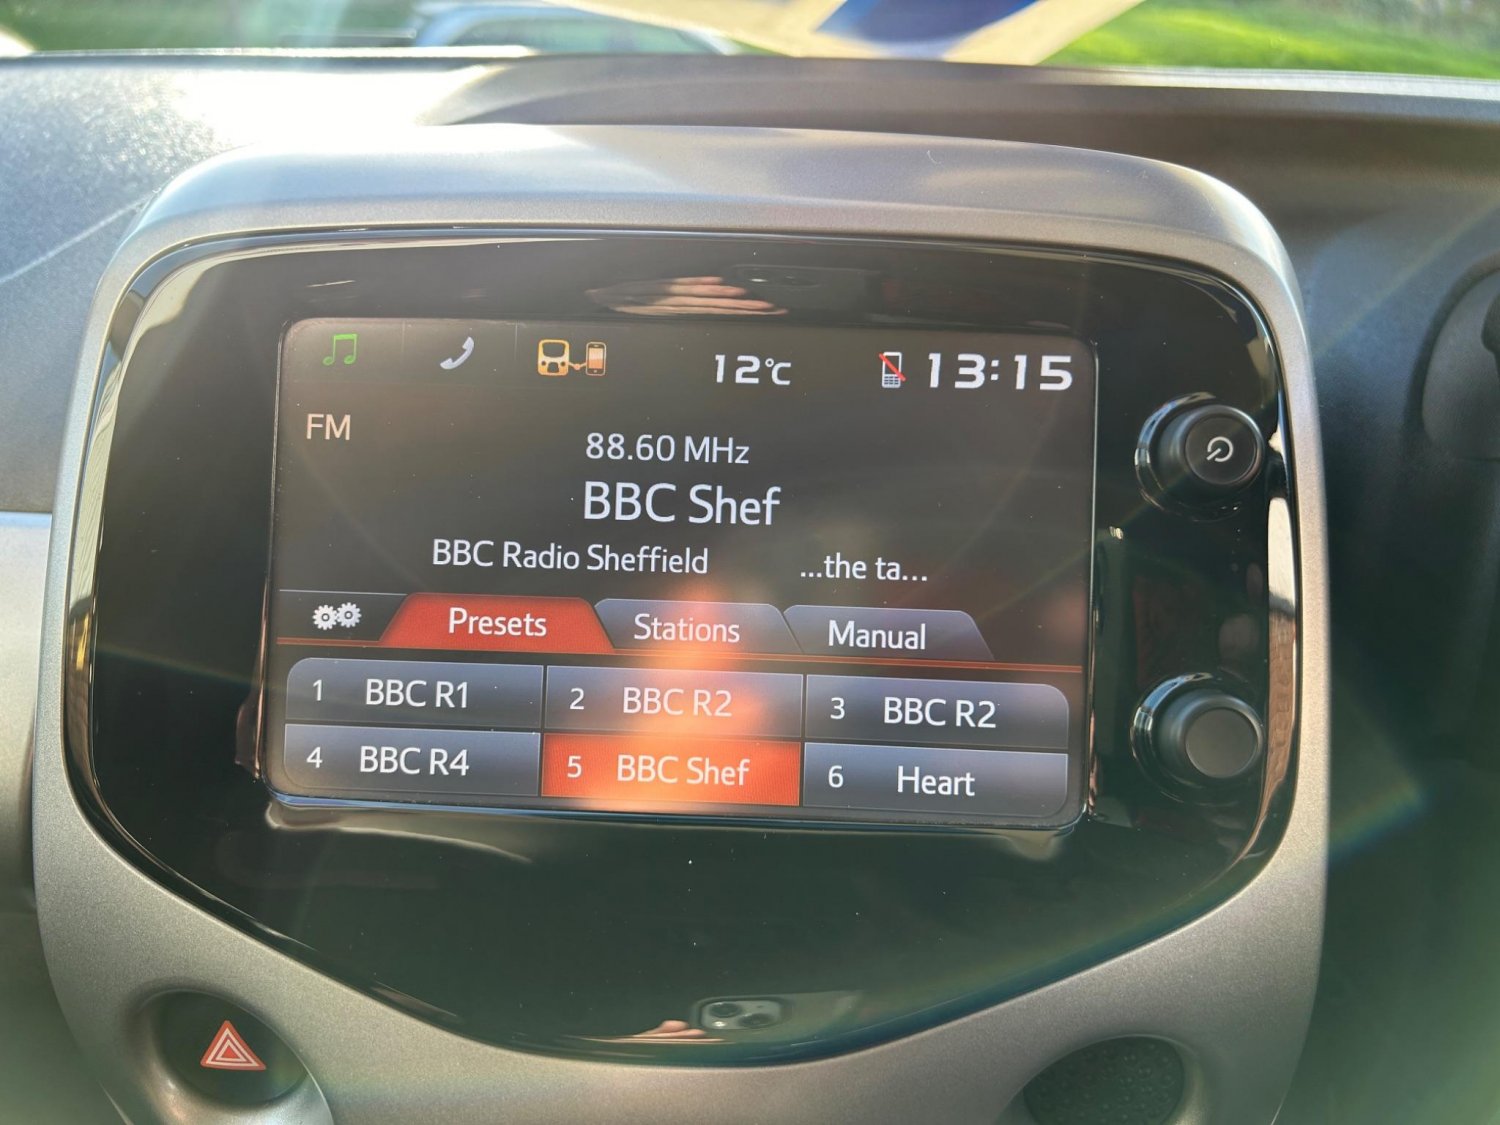 12°C 13:15
FM
88.60 MHz
BBC Shef
BBC Radio Sheffield ...the ta...
Presets Stations Manual
1 BBC R1 2 BBC R2 3 BBC R2
4 BBC R4 5 BBC Shef 6 Heart